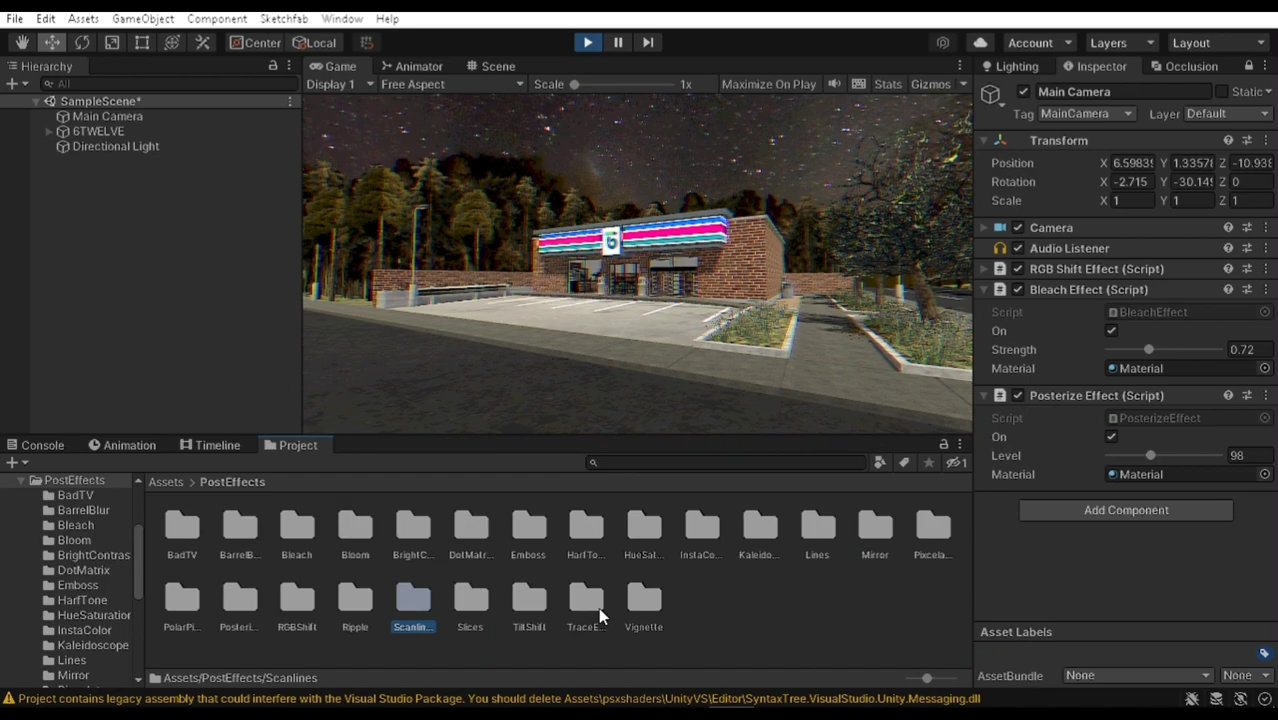 File Edit Assets GameObject Component Sketchfab Window Help
Center Local Account Layers Layout
Hierarchy Game Animator Scene Lighting Inspector Occlusion
All Display 1 Free Aspect Scale 1x Maximize On Play Stats Gizmos
SampleScene*
Main Camera
6TWELVE
Directional Light
Main Camera Static
Tag MainCamera Layer Default
Transform
Position X 6.59839 Y 1.33578 Z -10.938
Rotation X -2.715 Y -30.149 Z 0
Scale X 1 Y 1 Z 1
Camera
Audio Listener
RGB Shift Effect (Script)
Bleach Effect (Script)
Script BleachEffect
On
Strength 0.72
Material Material
Posterize Effect (Script)
Script PosterizeEffect
On
Level 98
Material Material
Add Component
Asset Labels
AssetBundle None None
Console Animation Timeline Project
1
PostEffects
BadTV
BarrelBlur
Bleach
Bloom
BrightContras
DotMatrix
Emboss
HarfTone
HueSaturation
InstaColor
Kaleidoscope
Lines
Mirror
Assets > PostEffects
BadTV BarrelB... Bleach Bloom BrightC... DotMatr... Emboss HarfTo... HueSat... InstaCo... Kaleido... Lines Mirror Pixcela...
PolarPi... Posteri... RGBShift Ripple Scanlin... Slices TiltShift TraceE... Vignette
Assets/PostEffects/Scanlines
Project contains legacy assembly that could interfere with the Visual Studio Package. You should delete Assets\psxshaders\UnityVS\Editor\SyntaxTree.VisualStudio.Unity.Messaging.dll